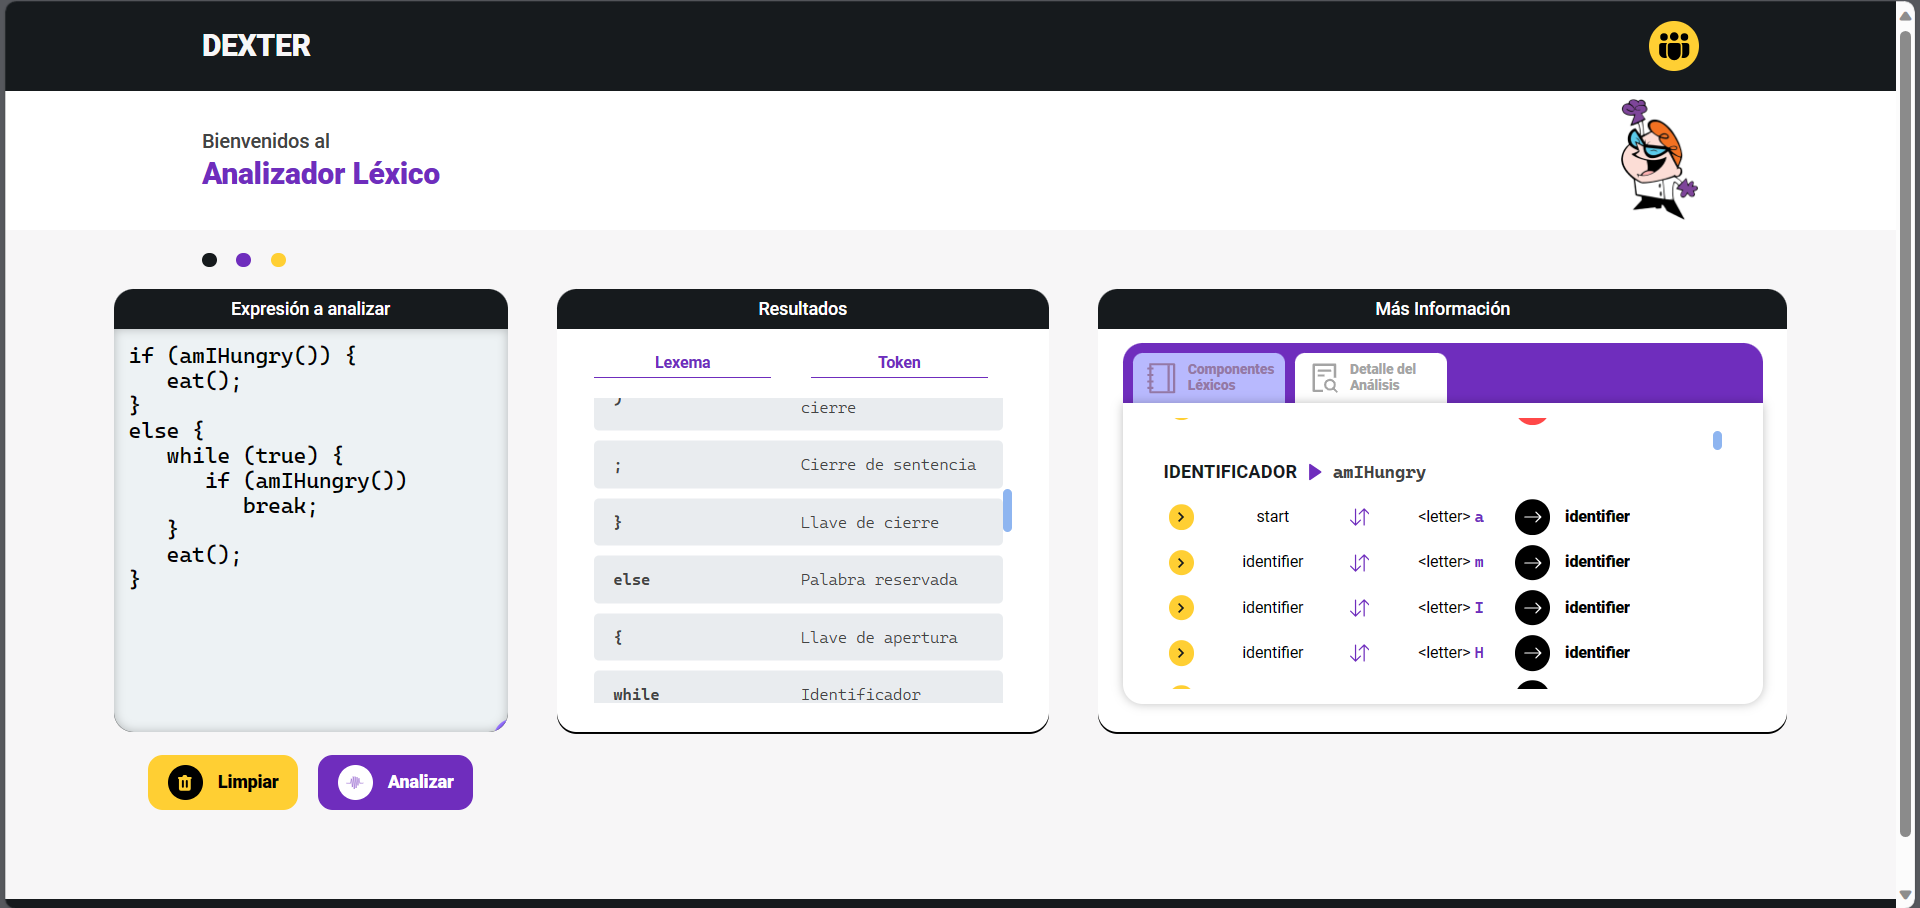 DEXTER
Bienvenidos al
Analizador Léxico
Expresión a analizar
if (amIHungry()) {
   eat();
}
else {
   while (true) {
      if (amIHungry())
         break;
   }
   eat();
}
Limpiar
Analizar
Resultados
Lexema Token
cierre
; Cierre de sentencia
} Llave de cierre
else Palabra reservada
{ Llave de apertura
while Identificador
Más Información
Componentes
Léxicos
Detalle del
Análisis
IDENTIFICADOR amIHungry
start <letter> a identifier
identifier <letter> m identifier
identifier <letter> I identifier
identifier <letter> H identifier